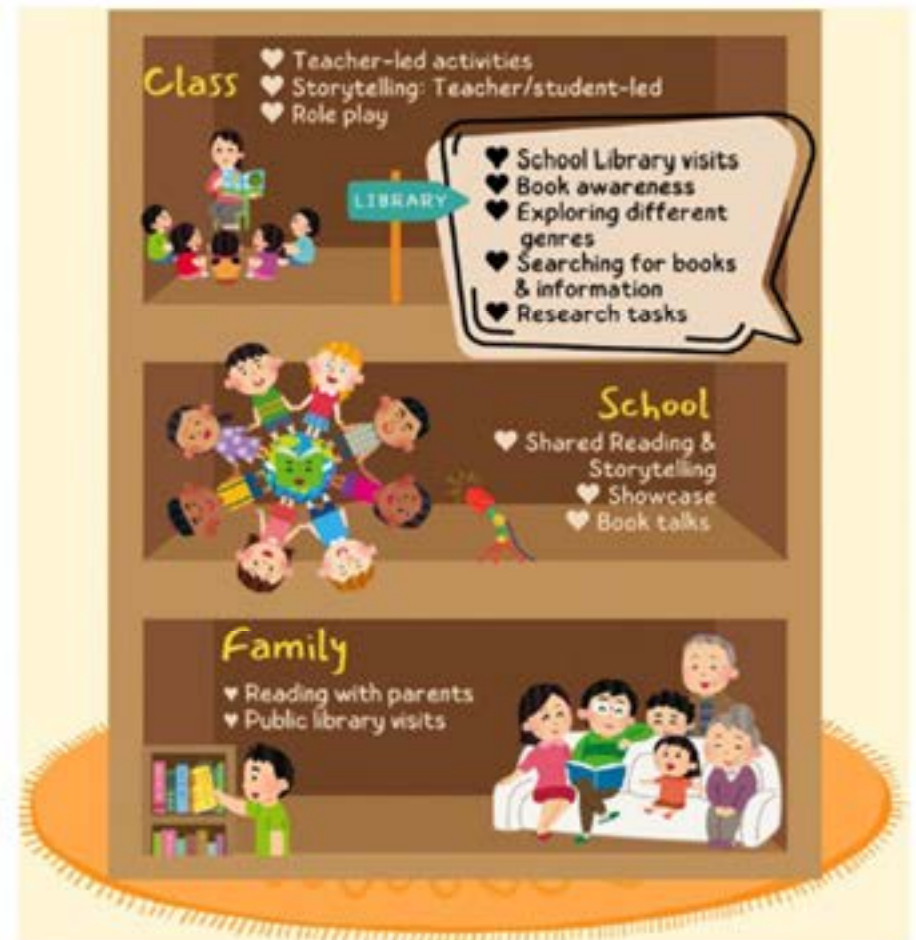 Class
♥ Teacher-led activities
♥ Storytelling: Teacher/student-led
♥ Role play
LIBRARY
♥ School Library visits
♥ Book awareness
♥ Exploring different
genres
♥ Searching for books
& information
♥ Research tasks
School
♥ Shared Reading &
Storytelling
♥ Showcase
♥ Book talks
Family
♥ Reading with parents
♥ Public library visits